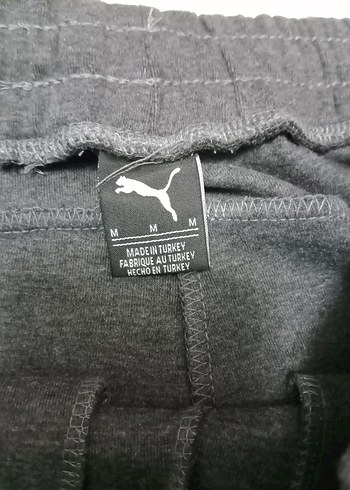 M M M
MADE IN TURKEY
FABRIQUE AU TURKEY
HECHO EN TURKEY